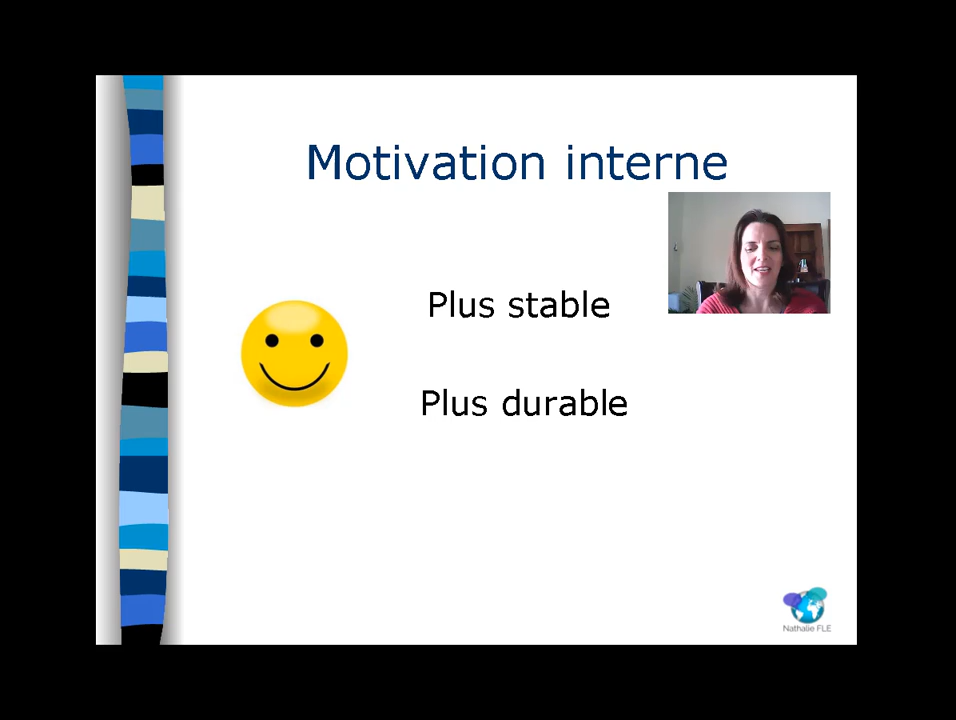 Motivation interne
Plus stable
Plus durable
Nathalie FLE